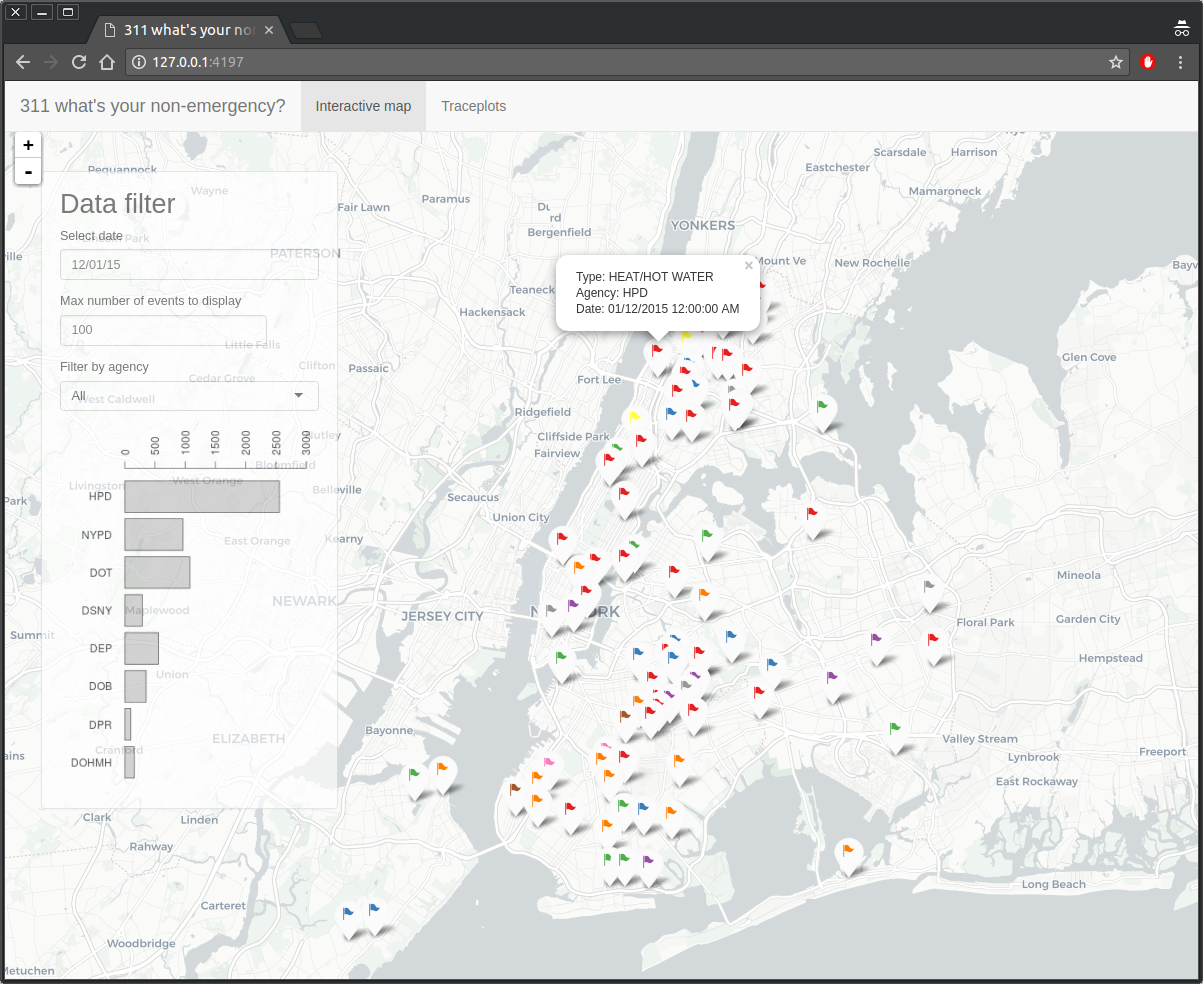 311 what's your no
127.0.0.1:4197
311 what's your non-emergency?
Interactive map
Traceplots
+
-
Data filter
Select date
12/01/15
Max number of events to display
100
Filter by agency
All
0
500
1000
1500
2000
2500
3000
HPD
NYPD
DOT
DSNY
DEP
DOB
DPR
DOHMH
Type: HEAT/HOT WATER
Agency: HPD
Date: 01/12/2015 12:00:00 AM
×
Scarsdale
Harrison
Eastchester
Pequannock
Mamaroneck
Wayne
Paramus
Fair Lawn
Du
rd
Bergenfield
YONKERS
Park
PATERSON
Mount Ve
New Rochelle
Bayv
ville
Teaneck
Hackensack
Little Falls
Glen Cove
Clifton
Passaic
Cedar Grove
Fort Lee
West Caldwell
Ridgefield
Nutley
Cliffside Park
Fairview
Bloomfield
West Orange
Livingston
Belleville
Secaucus
Park
Union City
East Orange
Kearny
Mineola
NEWARK
Maplewood
JERSEY CITY
Garden City
Floral Park
Summit
Hempstead
Union
Bayonne
ELIZABETH
Valley Stream
Cranford
Lynbrook
Freeport
ains
East Rockaway
Clark
Linden
Rahway
Long Beach
Carteret
Woodbridge
Metuchen